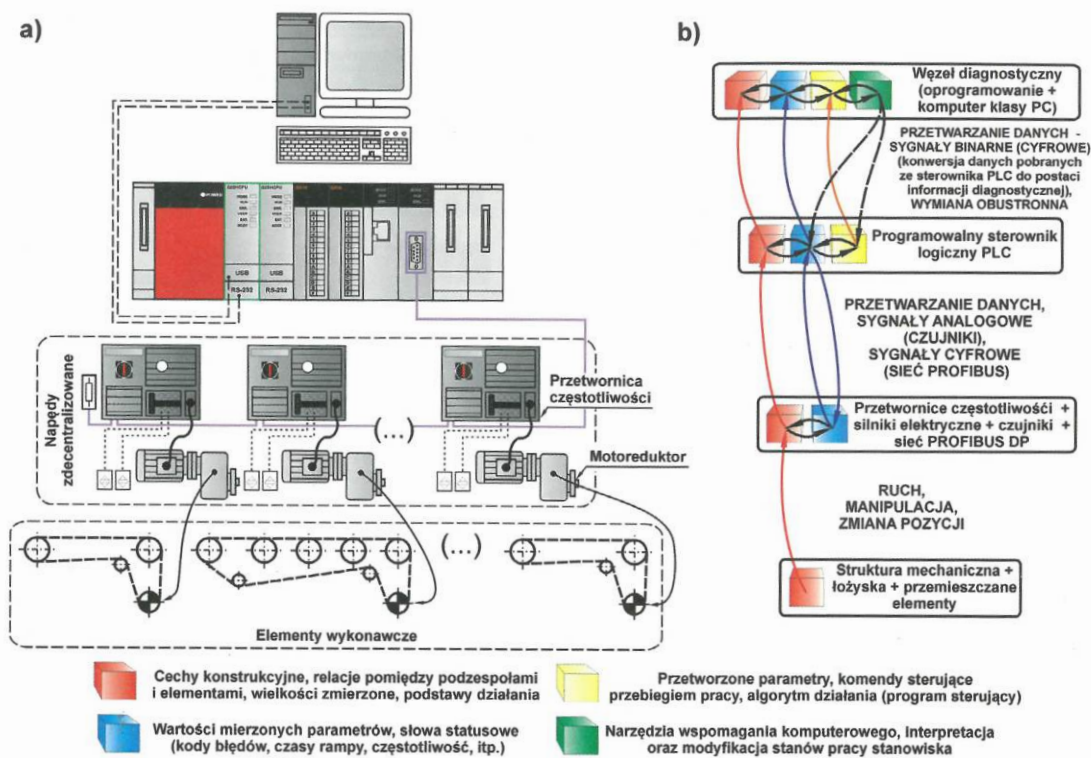 a)
USB
USB
RS-232
RS-232
Napędy
zdecentralizowane
Przetwornica
częstotliwości
(...)
Motoreduktor
(...)
Elementy wykonawcze
b)
Węzeł diagnostyczny
(oprogramowanie +
komputer klasy PC)
PRZETWARZANIE DANYCH -
SYGNAŁY BINARNE (CYFROWE)
(konwersja danych pobranych
ze sterownika PLC do postaci
informacji diagnostycznej),
WYMIANA OBUSTRONNA
Programowalny sterownik
logiczny PLC
PRZETWARZANIE DANYCH,
SYGNAŁY ANALOGOWE
(CZUJNIKI),
SYGNAŁY CYFROWE
(SIEĆ PROFIBUS)
Przetwornice częstotliwośći +
silniki elektryczne + czujniki +
sieć PROFIBUS DP
RUCH,
MANIPULACJA,
ZMIANA POZYCJI
Struktura mechaniczna +
łożyska + przemieszczane
elementy
Cechy konstrukcyjne, relacje pomiędzy podzespołami
i elementami, wielkości zmierzone, podstawy działania
Przetworzone parametry, komendy sterujące
przebiegiem pracy, algorytm działania (program sterujący)
Wartości mierzonych parametrów, słowa statusowe
(kody błędów, czasy rampy, częstotliwość, itp.)
Narzędzia wspomagania komputerowego, interpretacja
oraz modyfikacja stanów pracy stanowiska